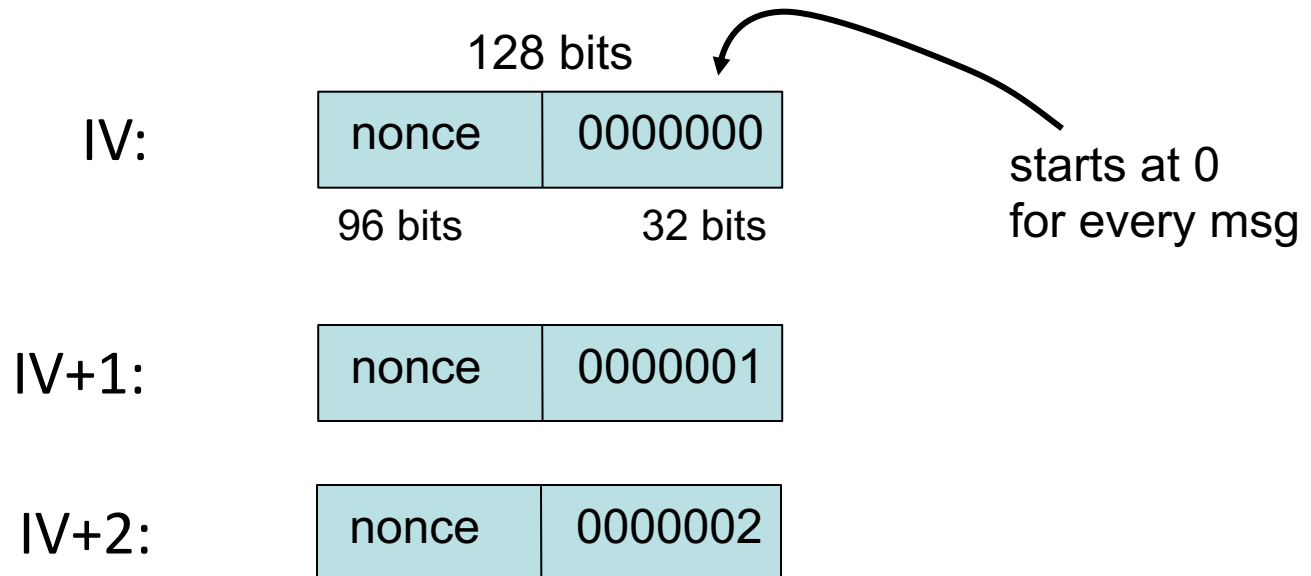 128 bits
IV: nonce 0000000
96 bits 32 bits
starts at 0
for every msg
IV+1: nonce 0000001
IV+2: nonce 0000002